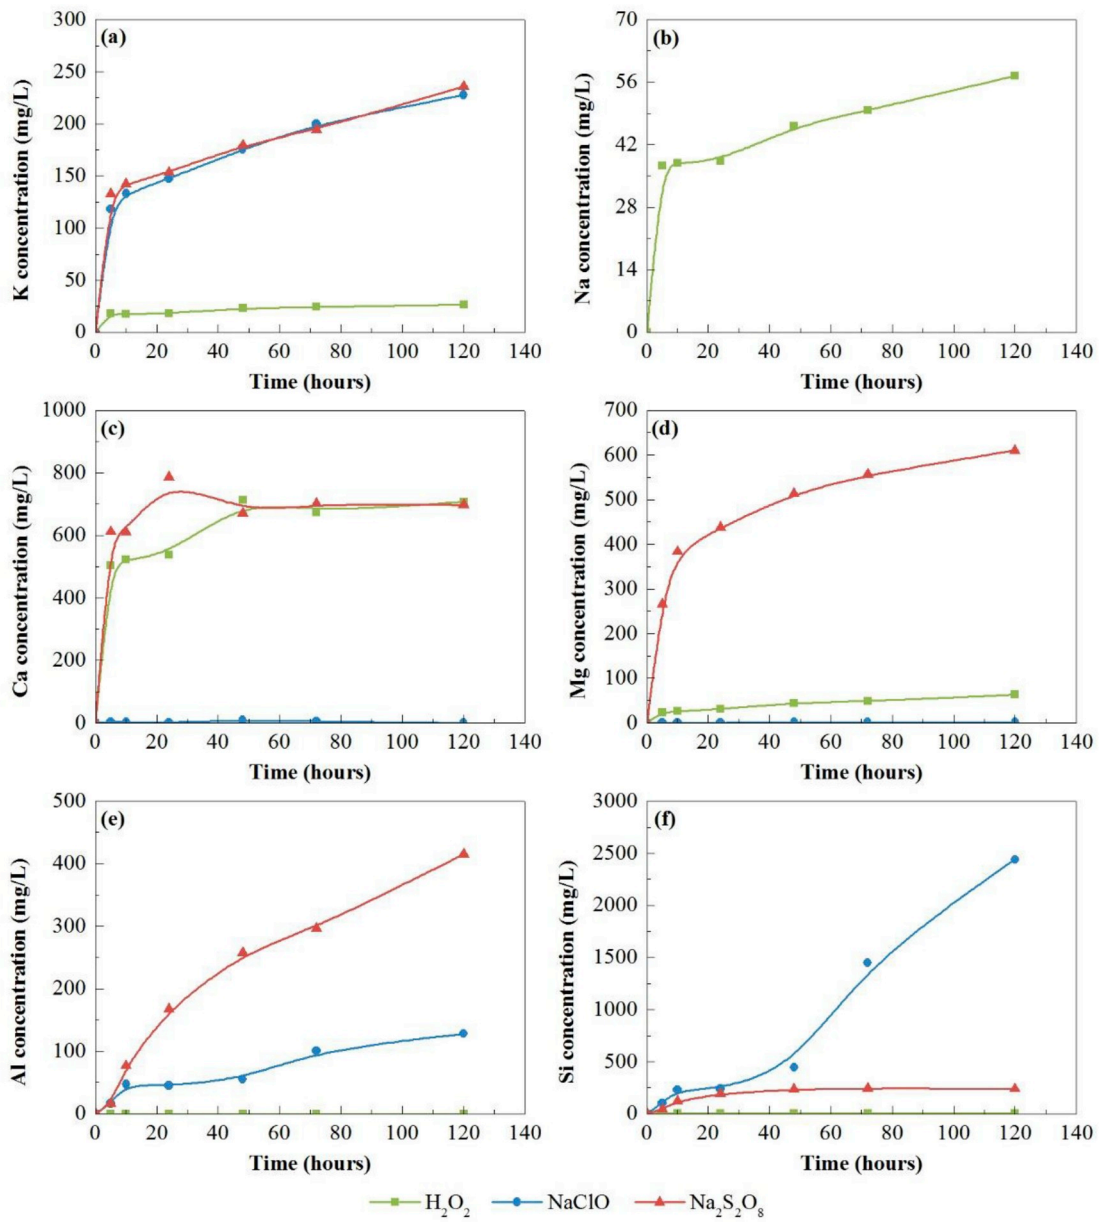 (a)
300
250
200
150
100
50
0
K concentration (mg/L)
0 20 40 60 80 100 120 140
Time (hours)
(b)
70
56
42
28
14
0
Na concentration (mg/L)
0 20 40 60 80 100 120 140
Time (hours)
(c)
1000
800
600
400
200
0
Ca concentration (mg/L)
0 20 40 60 80 100 120 140
Time (hours)
(d)
700
600
500
400
300
200
100
0
Mg concentration (mg/L)
0 20 40 60 80 100 120 140
Time (hours)
(e)
500
400
300
200
100
0
Al concentration (mg/L)
0 20 40 60 80 100 120 140
Time (hours)
(f)
3000
2500
2000
1500
1000
500
0
Si concentration (mg/L)
0 20 40 60 80 100 120 140
Time (hours)
H₂O₂ NaClO Na₂S₂O₈